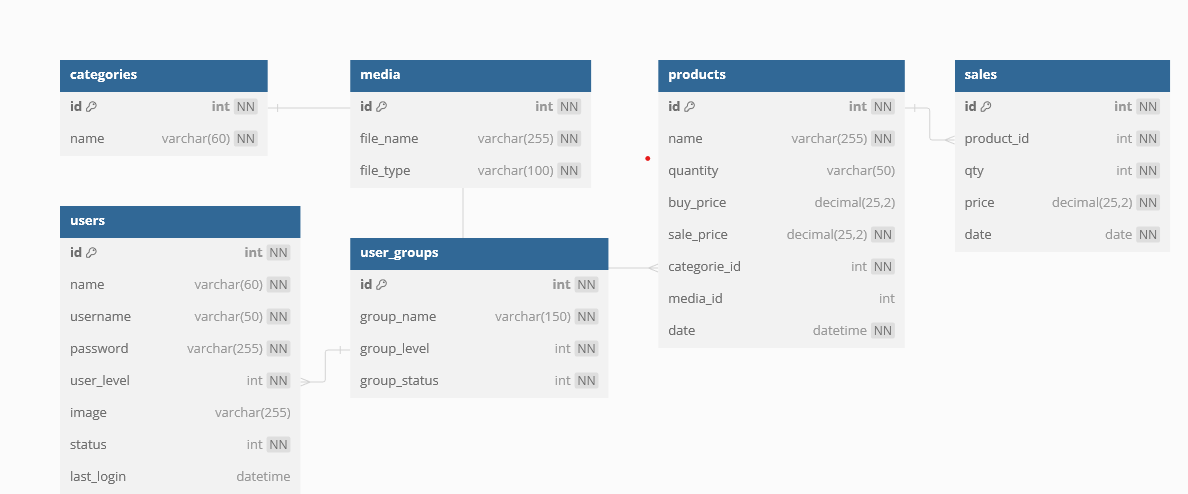 categories
id int NN
name varchar(60) NN
media
id int NN
file_name varchar(255) NN
file_type varchar(100) NN
products
id int NN
name varchar(255) NN
quantity varchar(50)
buy_price decimal(25,2)
sale_price decimal(25,2) NN
categorie_id int NN
media_id int
date datetime NN
sales
id int NN
product_id int NN
qty int NN
price decimal(25,2) NN
date date NN
users
id int NN
name varchar(60) NN
username varchar(50) NN
password varchar(255) NN
user_level int NN
image varchar(255)
status int NN
last_login datetime
user_groups
id int NN
group_name varchar(150) NN
group_level int NN
group_status int NN